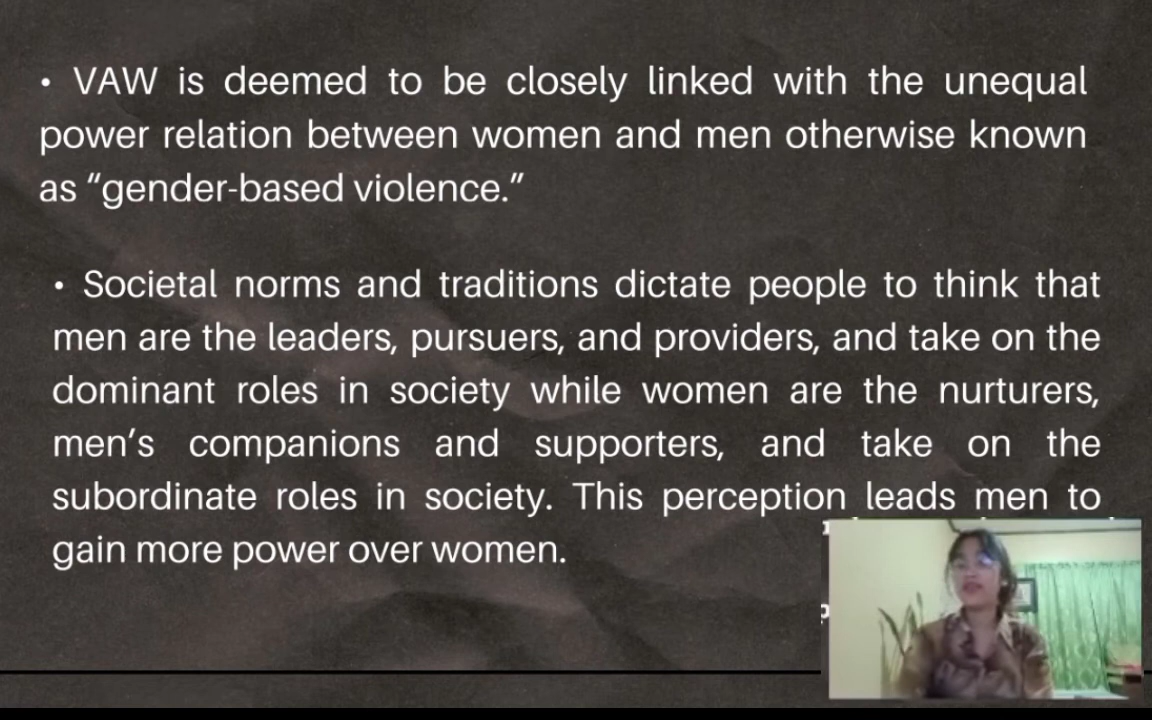 • VAW is deemed to be closely linked with the unequal
power relation between women and men otherwise known
as “gender-based violence.”
• Societal norms and traditions dictate people to think that
men are the leaders, pursuers, and providers, and take on the
dominant roles in society while women are the nurturers,
men’s companions and supporters, and take on the
subordinate roles in society. This perception leads men to
gain more power over women.